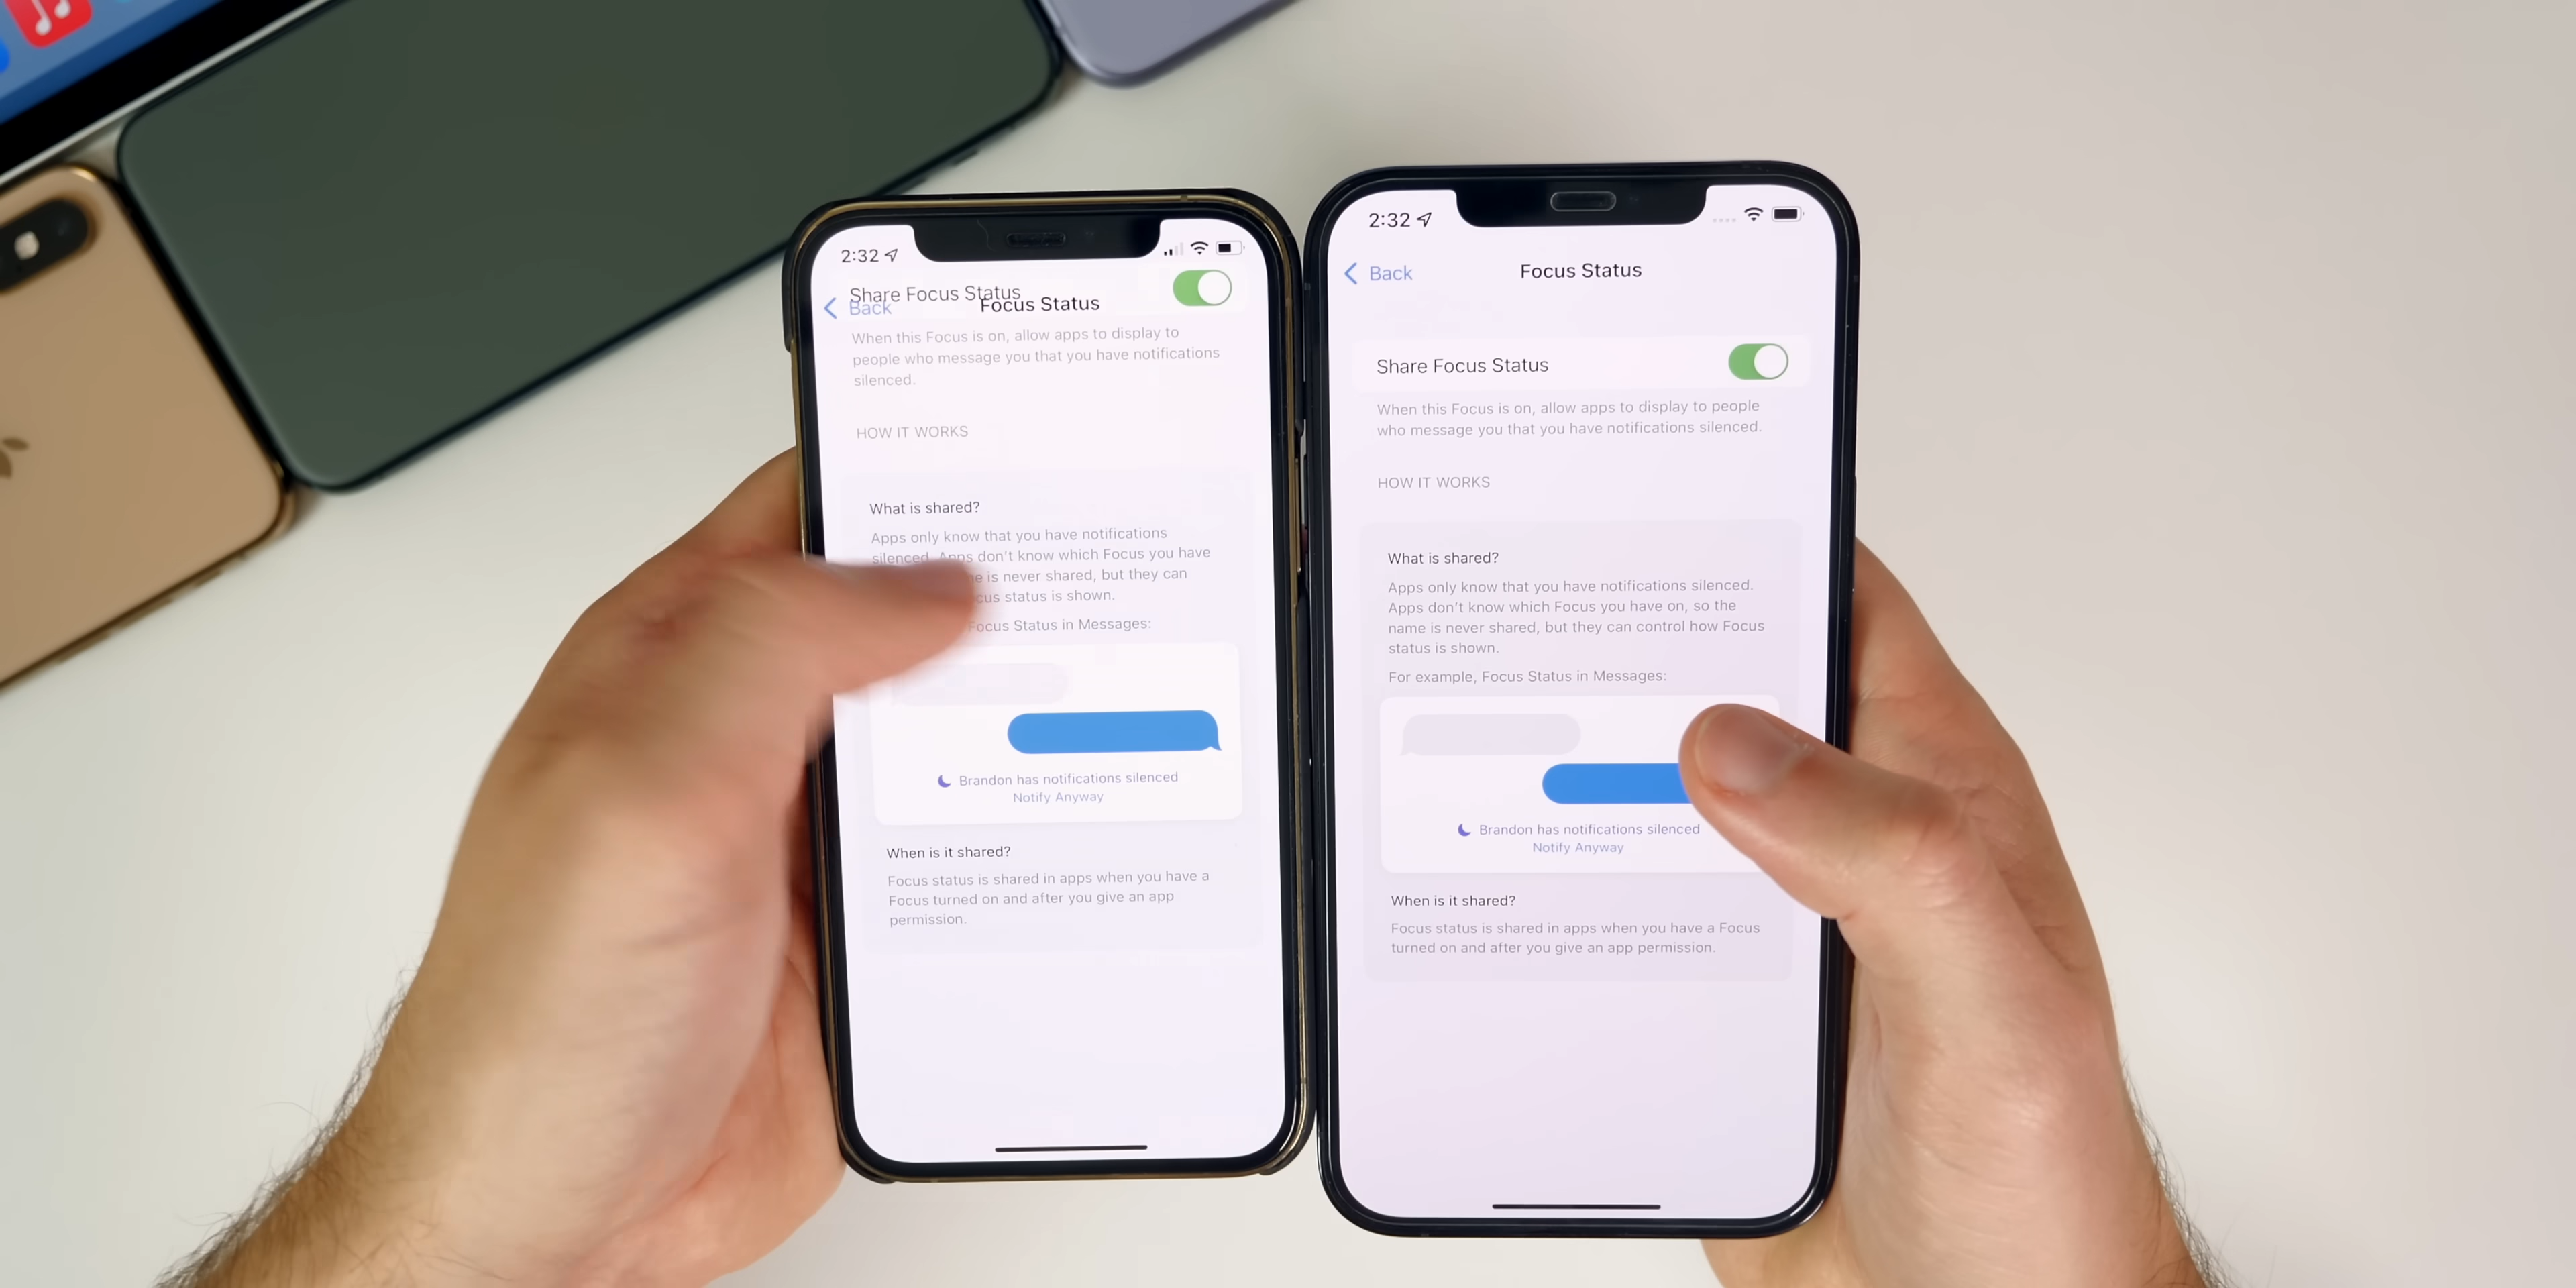 2:32
Share Focus Status
Back
Focus Status
When this Focus is on, allow apps to display to
people who message you that you have notifications
silenced.
HOW IT WORKS
What is shared?
Apps only know that you have notifications
silenced. Apps don't know which Focus you have
is never shared, but they can
status is shown.
Focus Status in Messages:
Brandon has notifications silenced
Notify Anyway
When is it shared?
Focus status is shared in apps when you have a
Focus turned on and after you give an app
permission.
2:32
Back
Focus Status
Share Focus Status
When this Focus is on, allow apps to display to people
who message you that you have notifications silenced.
HOW IT WORKS
What is shared?
Apps only know that you have notifications silenced.
Apps don't know which Focus you have on, so the
name is never shared, but they can control how Focus
status is shown.
For example, Focus Status in Messages:
Brandon has notifications silenced
Notify Anyway
When is it shared?
Focus status is shared in apps when you have a Focus
turned on and after you give an app permission.